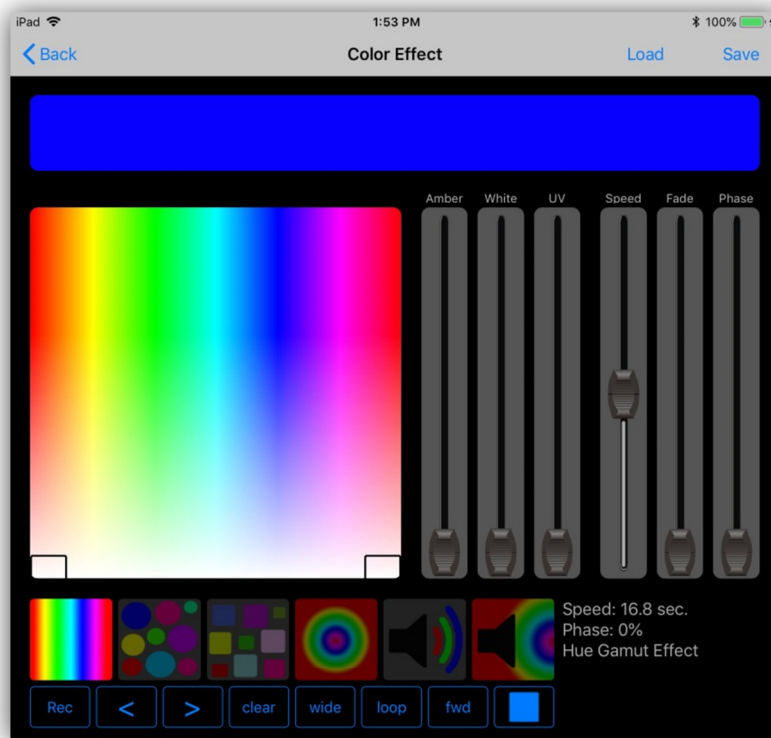 iPad 1:53 PM 100%
Back Color Effect Load Save
Amber White UV Speed Fade Phase
Speed: 16.8 sec.
Phase: 0%
Hue Gamut Effect
Rec < > clear wide loop fwd